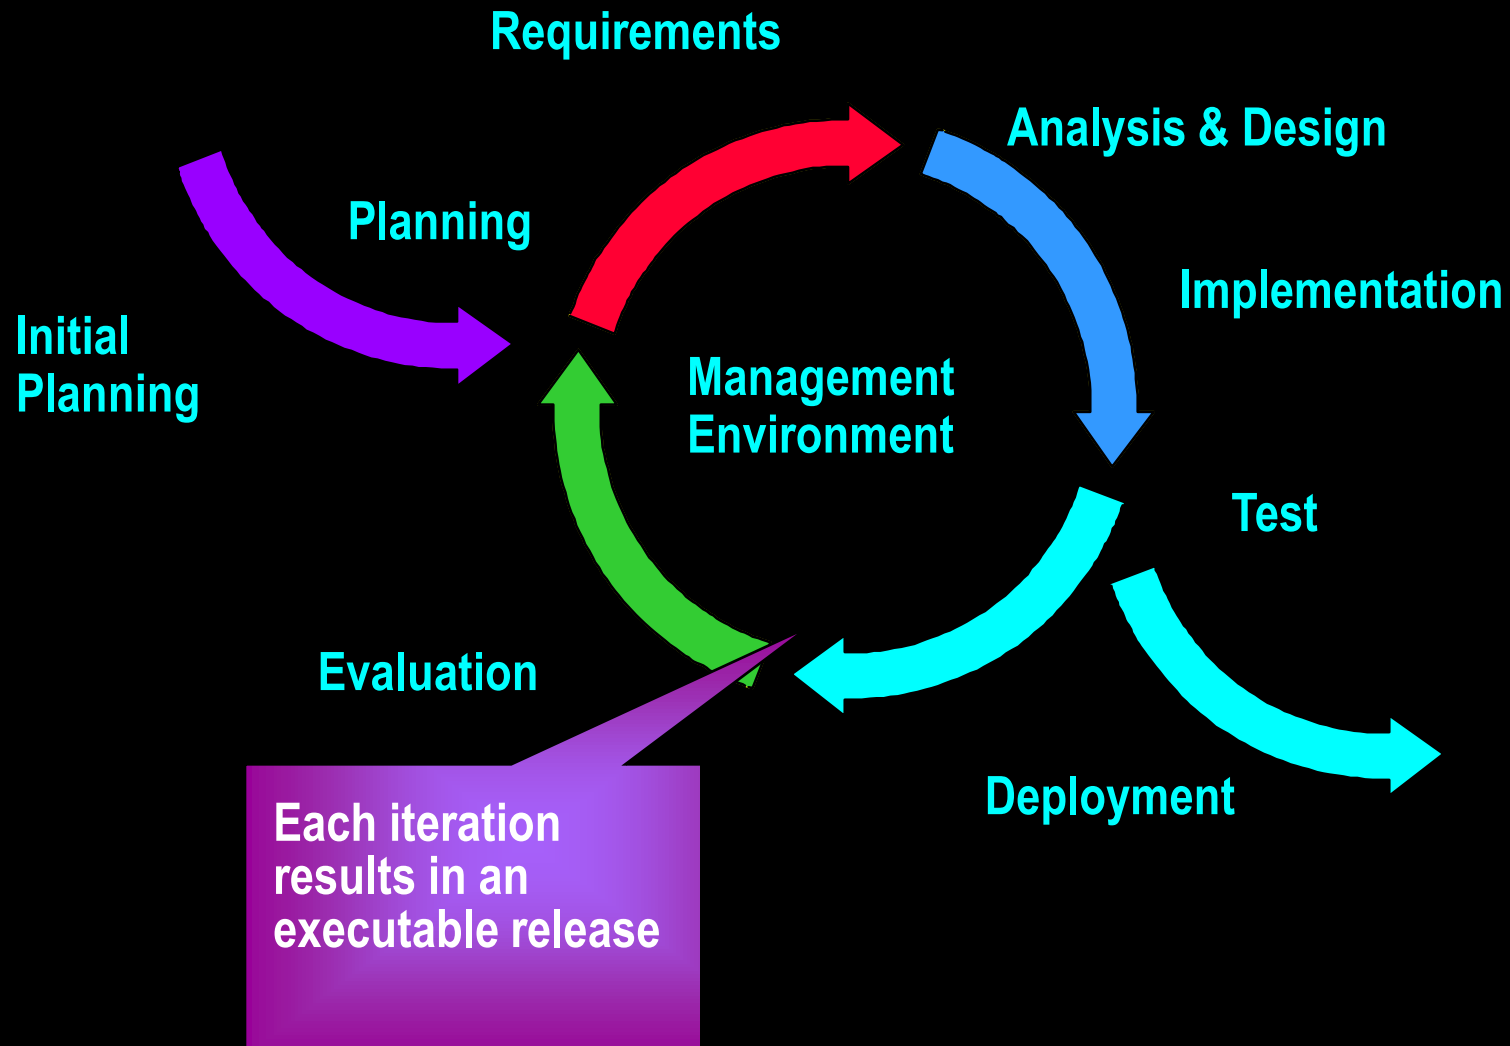 Requirements
Analysis & Design
Planning
Implementation
Initial
Planning
Management
Environment
Test
Evaluation
Deployment
Each iteration
results in an
executable release